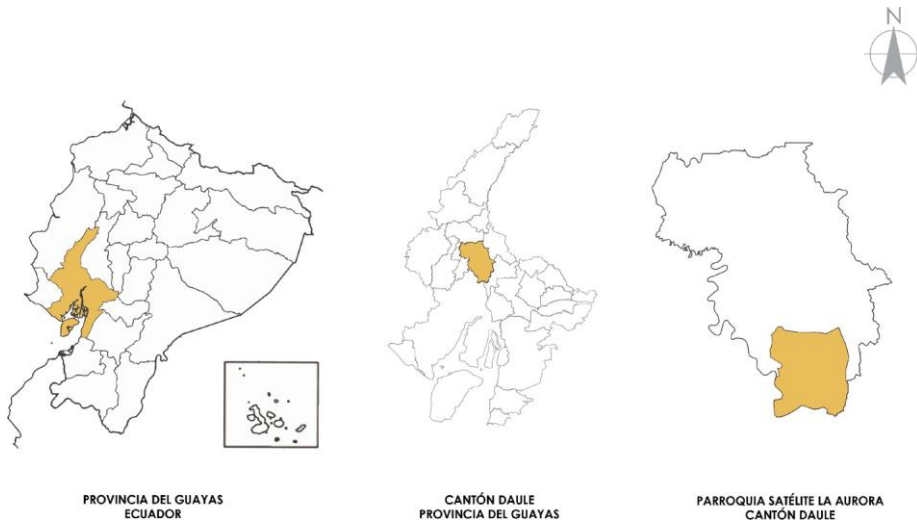 N
PROVINCIA DEL GUAYAS
ECUADOR
CANTÓN DAULE
PROVINCIA DEL GUAYAS
PARROQUIA SATÉLITE LA AURORA
CANTÓN DAULE